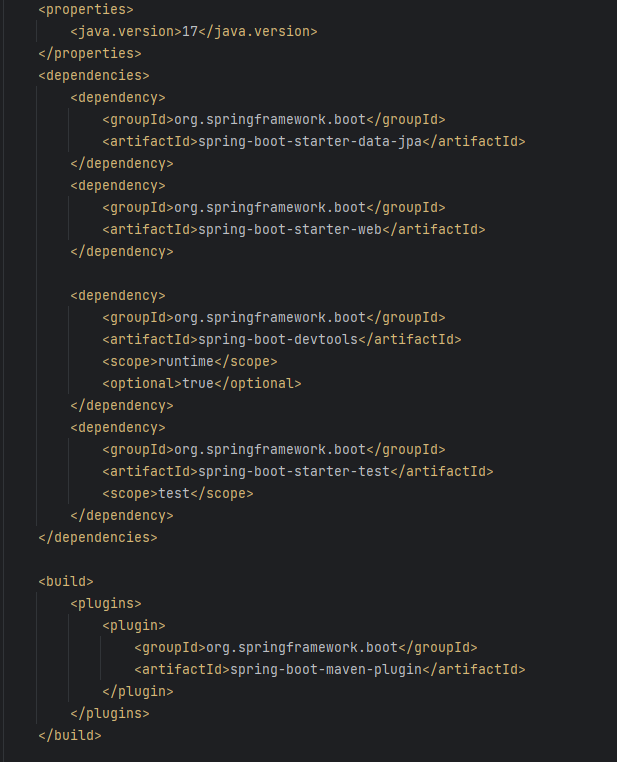 <properties>
<java.version>17</java.version>
</properties>
<dependencies>
<dependency>
<groupId>org.springframework.boot</groupId>
<artifactId>spring-boot-starter-data-jpa</artifactId>
</dependency>
<dependency>
<groupId>org.springframework.boot</groupId>
<artifactId>spring-boot-starter-web</artifactId>
</dependency>
<dependency>
<groupId>org.springframework.boot</groupId>
<artifactId>spring-boot-devtools</artifactId>
<scope>runtime</scope>
<optional>true</optional>
</dependency>
<dependency>
<groupId>org.springframework.boot</groupId>
<artifactId>spring-boot-starter-test</artifactId>
<scope>test</scope>
</dependency>
</dependencies>
<build>
<plugins>
<plugin>
<groupId>org.springframework.boot</groupId>
<artifactId>spring-boot-maven-plugin</artifactId>
</plugin>
</plugins>
</build>